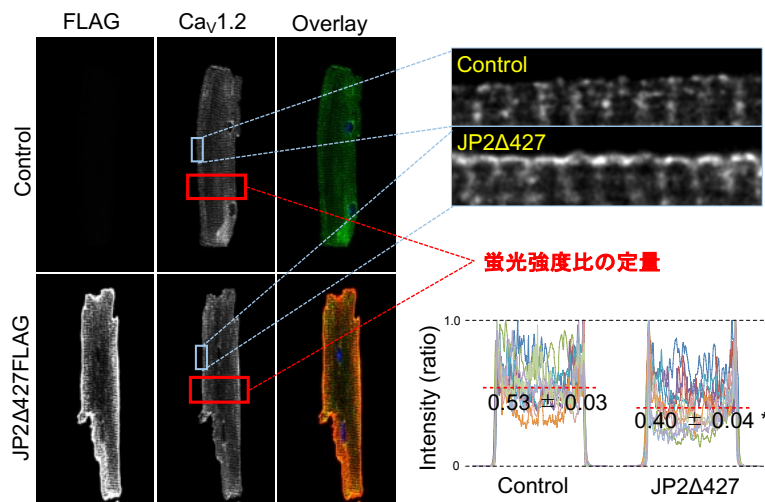 FLAG
CaV1.2
Overlay
Control
JP2Δ427FLAG
Control
JP2Δ427
蛍光強度比の定量
Intensity (ratio)
1.0
0
0.53 ± 0.03
0.40 ± 0.04 *
Control
JP2Δ427